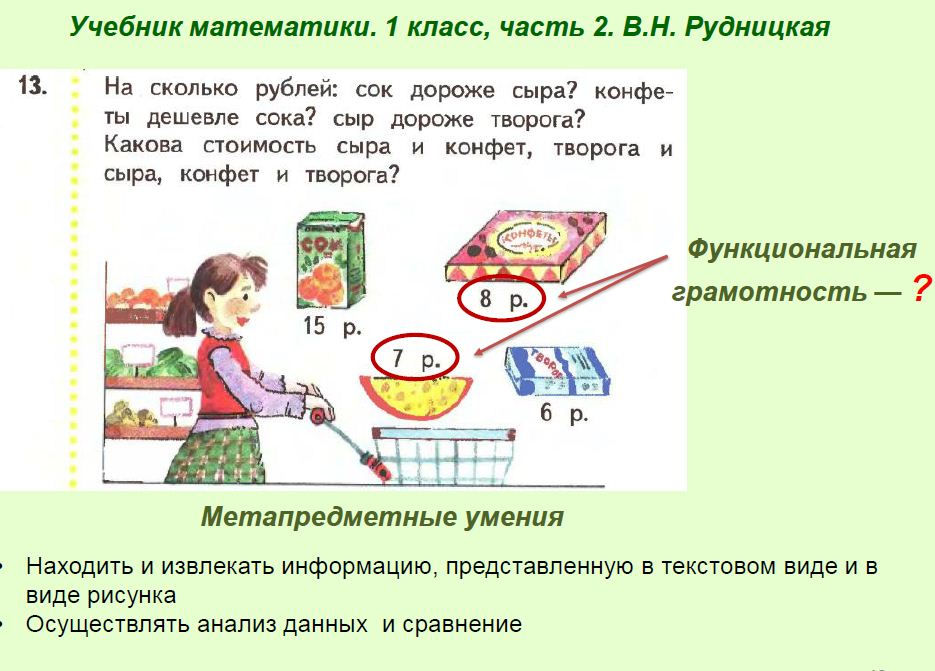 Учебник математики. 1 класс, часть 2. В.Н. Рудницкая
13. На сколько рублей: сок дороже сыра? конфе-
ты дешевле сока? сыр дороже творога?
Какова стоимость сыра и конфет, творога и
сыра, конфет и творога?
СОК
КОНФЕТЫ
Функциональная
грамотность — ?
8 р.
15 р.
7 р.
ТВОРОГ
6 р.
Метапредметные умения
• Находить и извлекать информацию, представленную в текстовом виде и в
виде рисунка
• Осуществлять анализ данных и сравнение